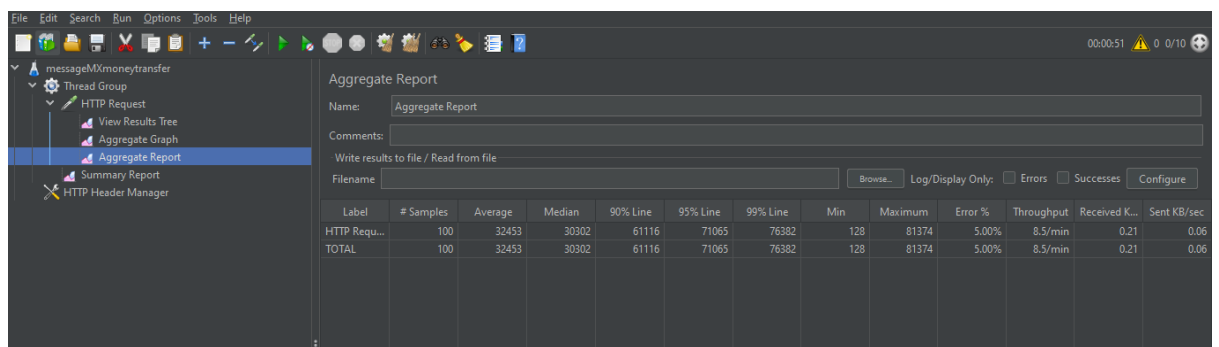 File Edit Search Run Options Tools Help
00:00:51 0 0/10
messageMXmoneytransfer
Thread Group
HTTP Request
View Results Tree
Aggregate Graph
Aggregate Report
Summary Report
HTTP Header Manager
Aggregate Report
Name: Aggregate Report
Comments:
Write results to file / Read from file
Filename Browse... Log/Display Only: Errors Successes Configure
Label # Samples Average Median 90% Line 95% Line 99% Line Min Maximum Error % Throughput Received K... Sent KB/sec
HTTP Requ... 100 32453 30302 61116 71065 76382 128 81374 5.00% 8.5/min 0.21 0.06
TOTAL 100 32453 30302 61116 71065 76382 128 81374 5.00% 8.5/min 0.21 0.06